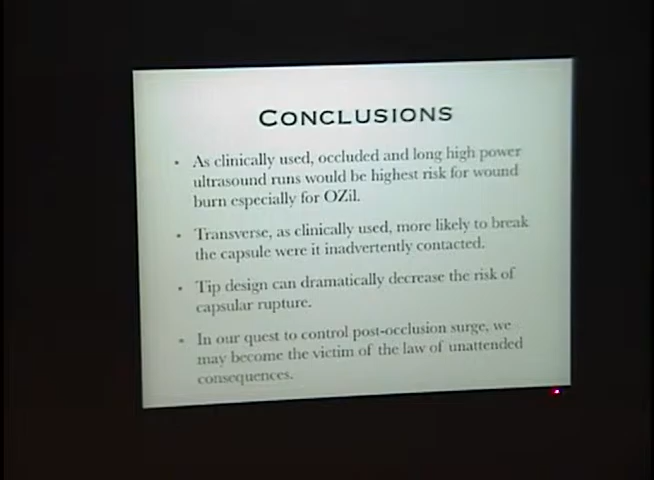 CONCLUSIONS
• As clinically used, occluded and long high power
ultrasound runs would be highest risk for wound
burn especially for OZil.
• Transverse, as clinically used, more likely to break
the capsule were it inadvertently contacted.
• Tip design can dramatically decrease the risk of
capsular rupture.
• In our quest to control post-occlusion surge, we
may become the victim of the law of unattended
consequences.